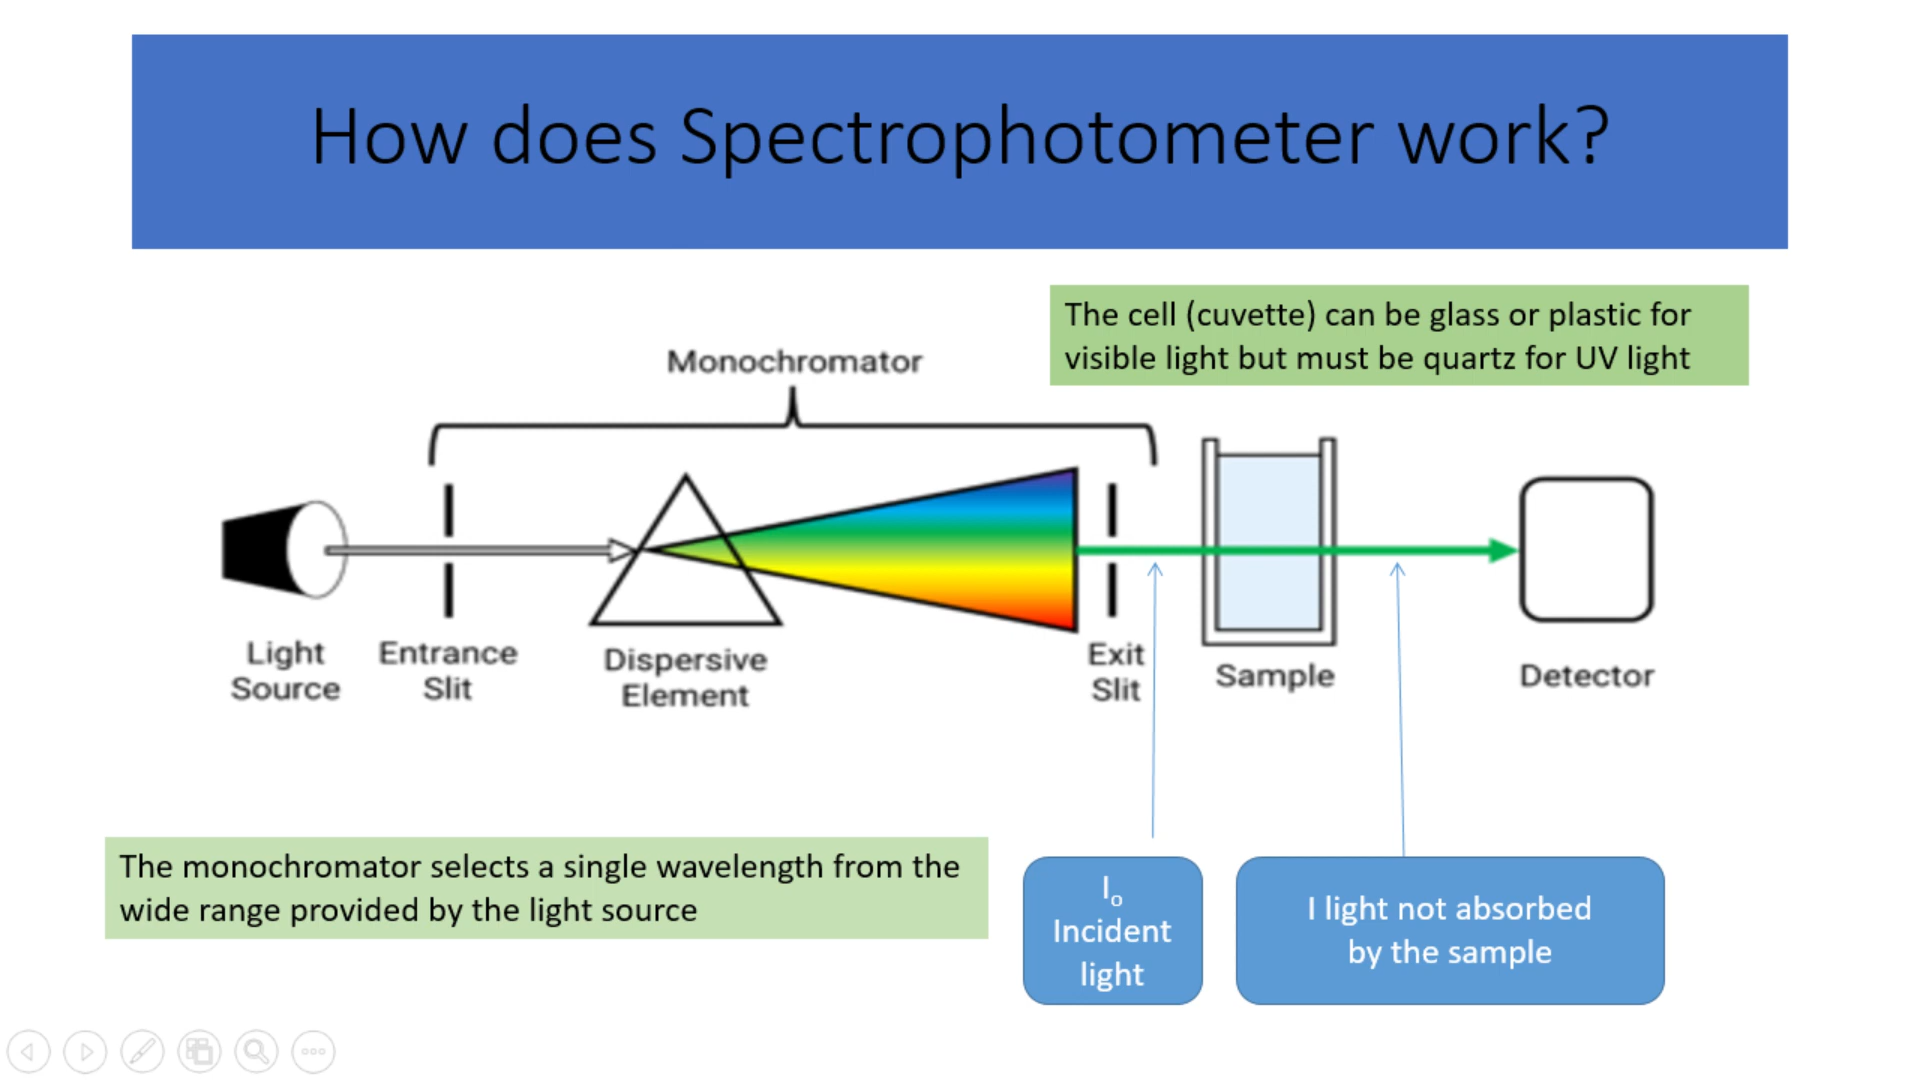 How does Spectrophotometer work?
The cell (cuvette) can be glass or plastic for
visible light but must be quartz for UV light
Monochromator
Light
Source
Entrance
Slit
Dispersive
Element
Exit
Slit
Sample
Detector
The monochromator selects a single wavelength from the
wide range provided by the light source
Io
Incident
light
I light not absorbed
by the sample